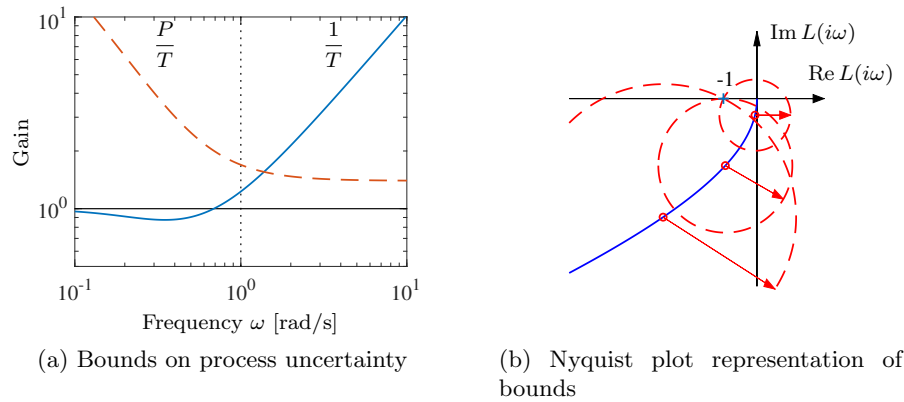 10^1
P/T
1/T
Gain
10^0
10^-1
10^0
10^1
Frequency ω [rad/s]
(a) Bounds on process uncertainty
Im L(iω)
Re L(iω)
-1
(b) Nyquist plot representation of
bounds